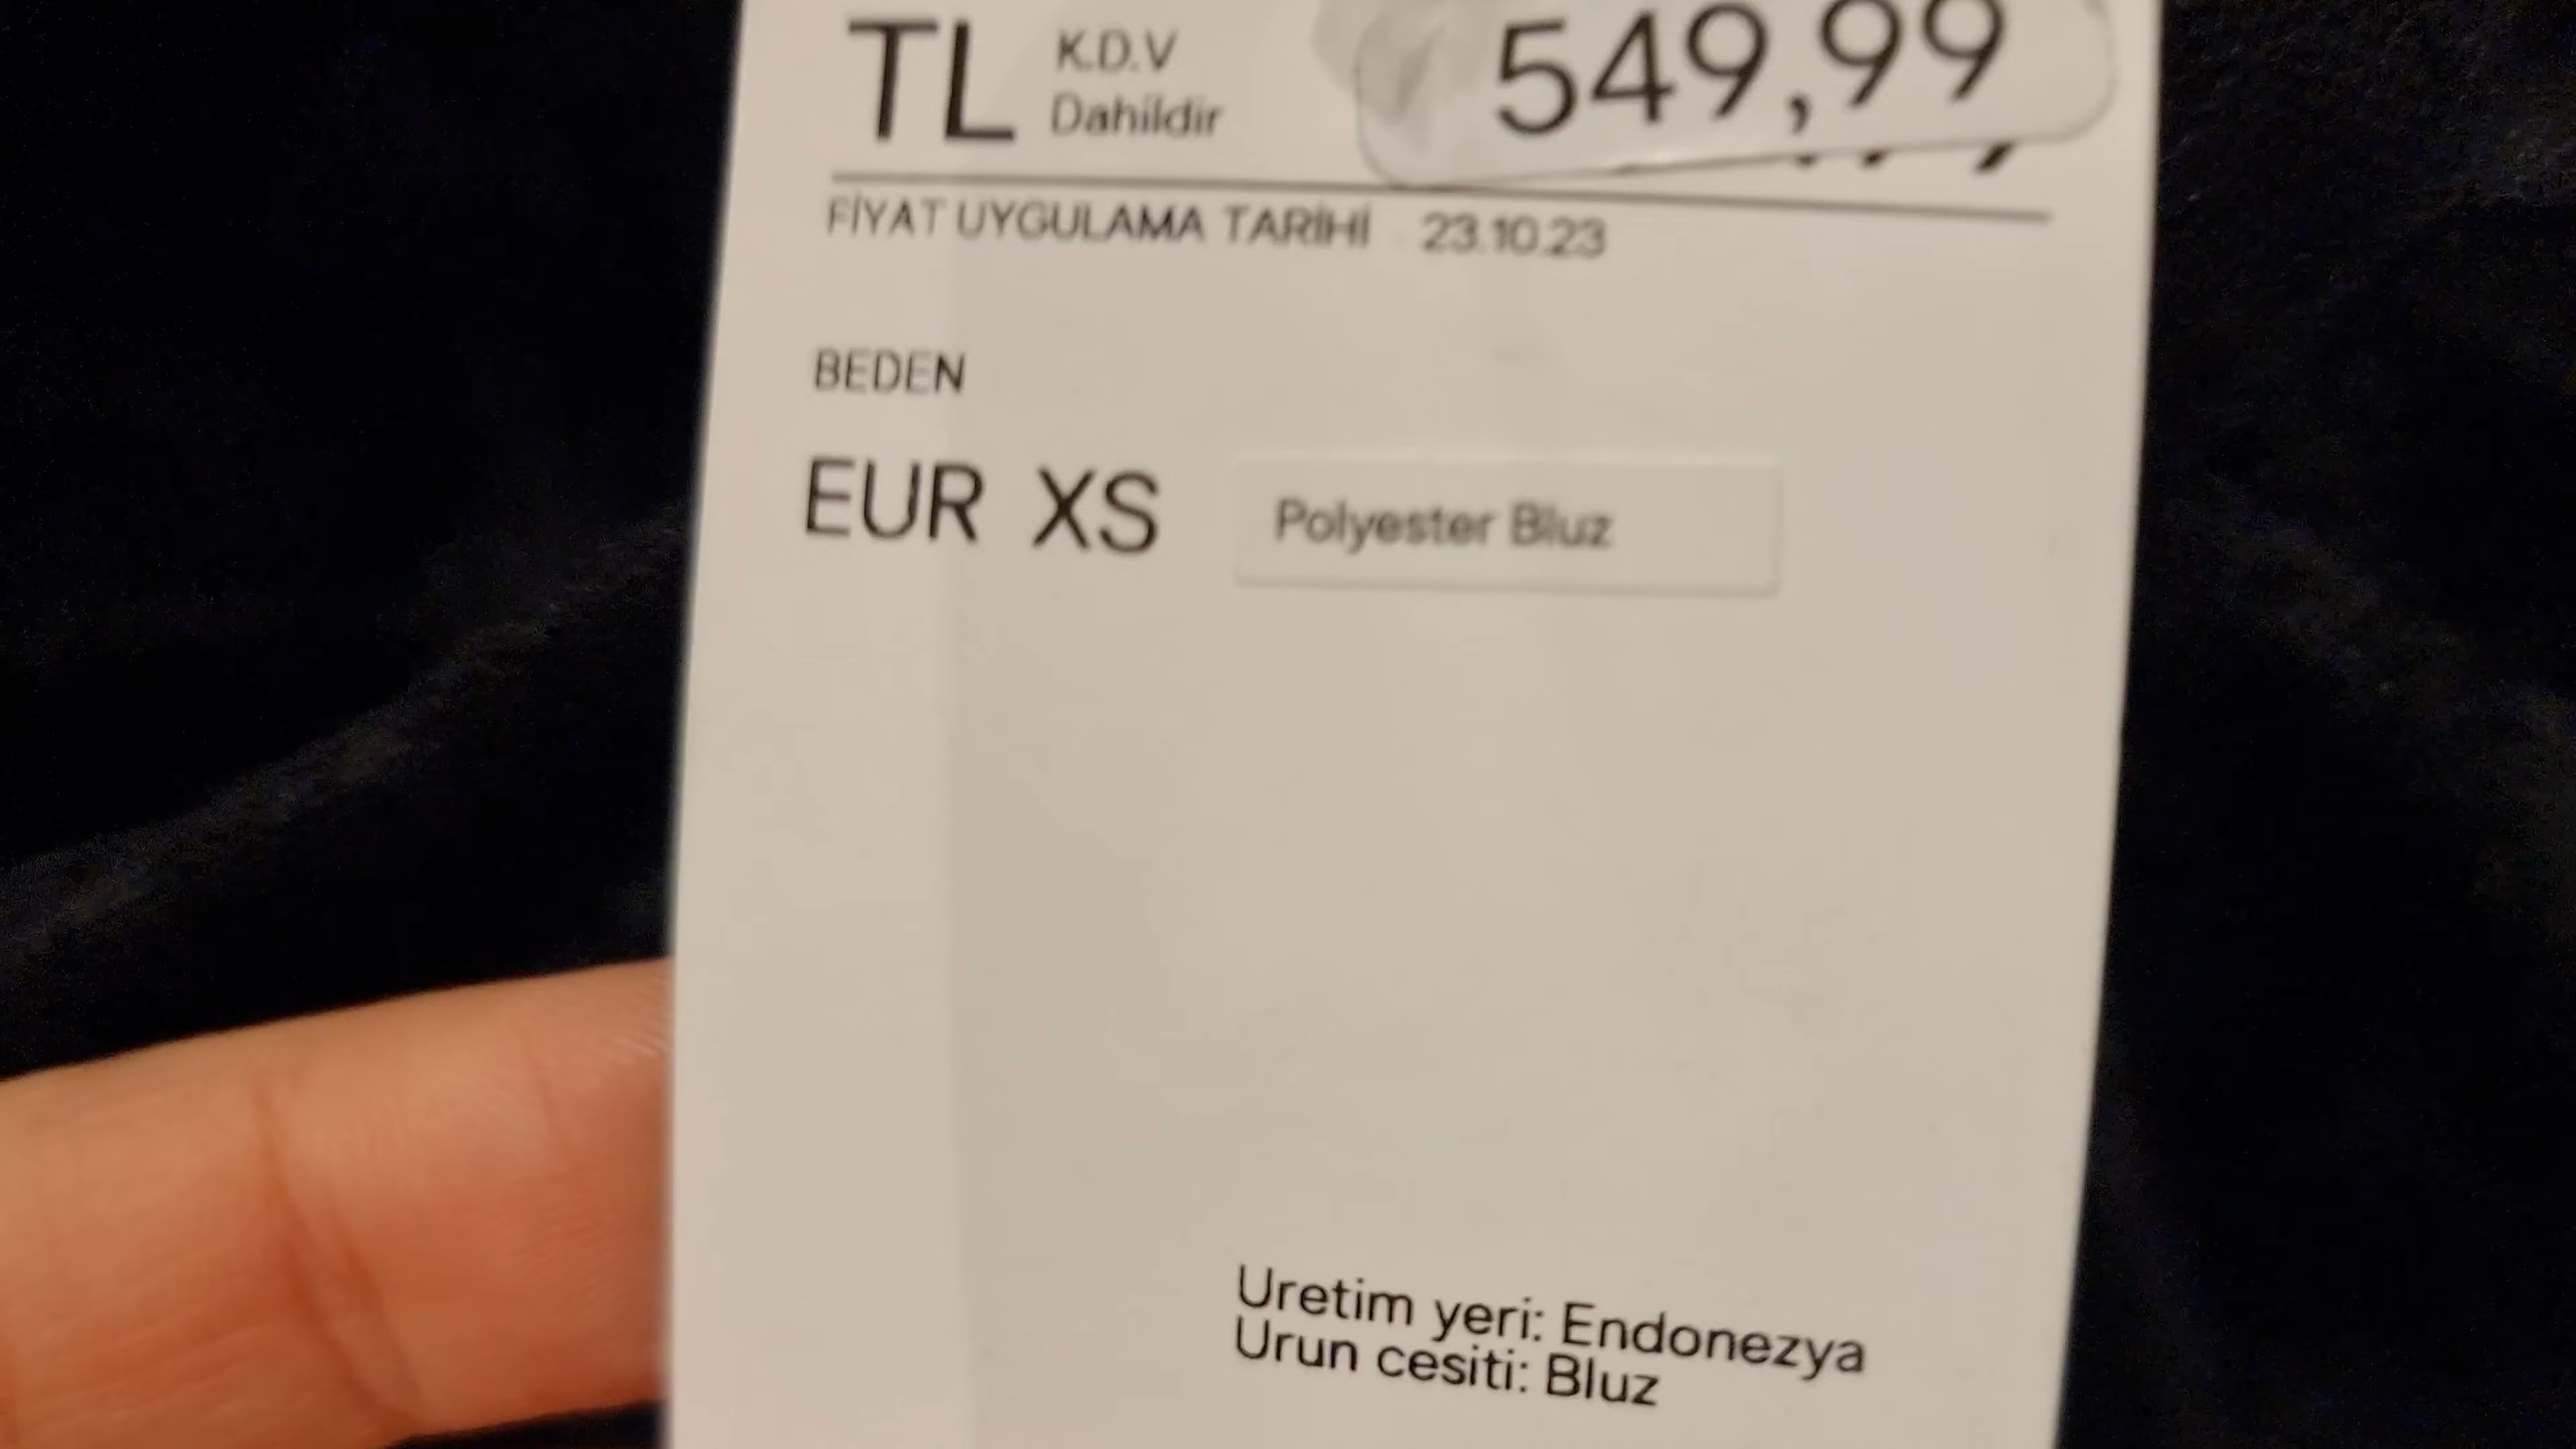 TL K.D.V Dahildir 549,99
FİYAT UYGULAMA TARİHİ 23.10.23
BEDEN
EUR XS Polyester Bluz
Uretim yeri: Endonezya
Urun cesiti: Bluz